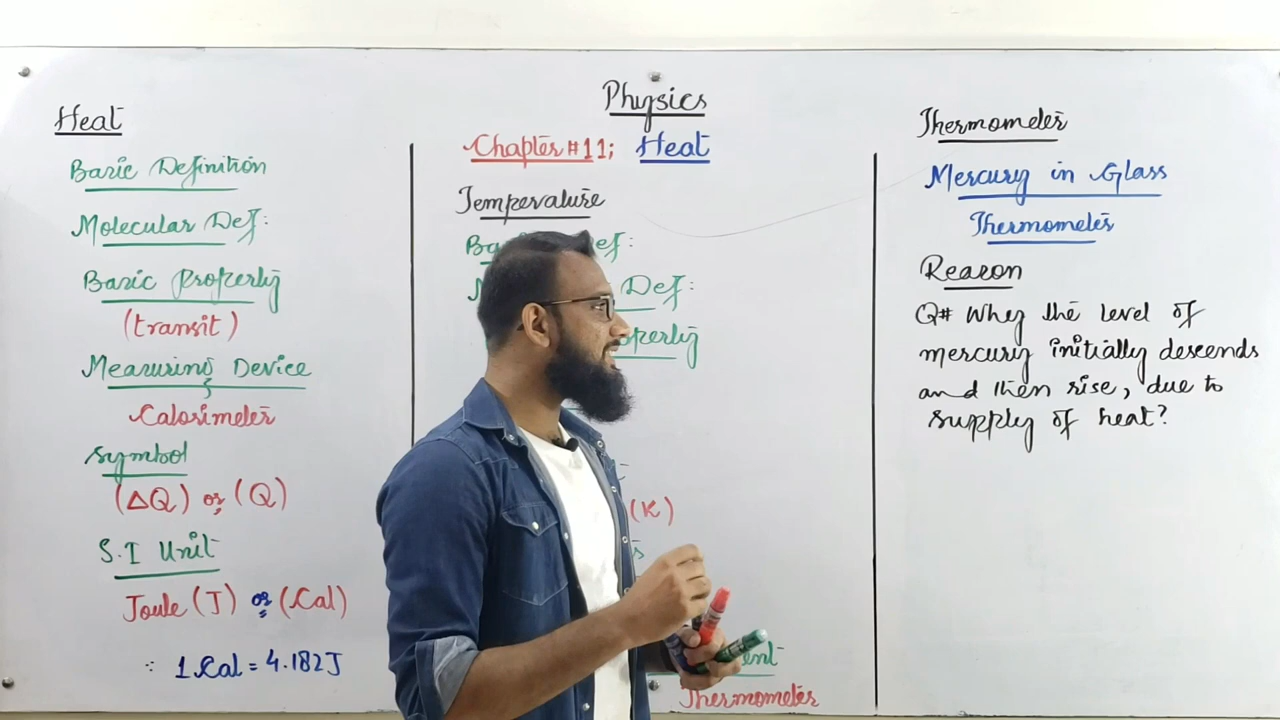 Physics
Chapter # 11; Heat
Heat
Basic Definition
Molecular Def:
Basic Property
(transit)
Measuring Device
Calorimeter
Symbol
(ΔQ) or (Q)
S.I Unit
Joule (J) or (Cal)
∵ 1 Cal = 4.182J
Temperature
Def:
(K)
Thermometer
Thermometer
Mercury in Glass
Thermometer
Reason
Q# Why the level of
mercury initially descends
and then rise, due to
supply of heat?